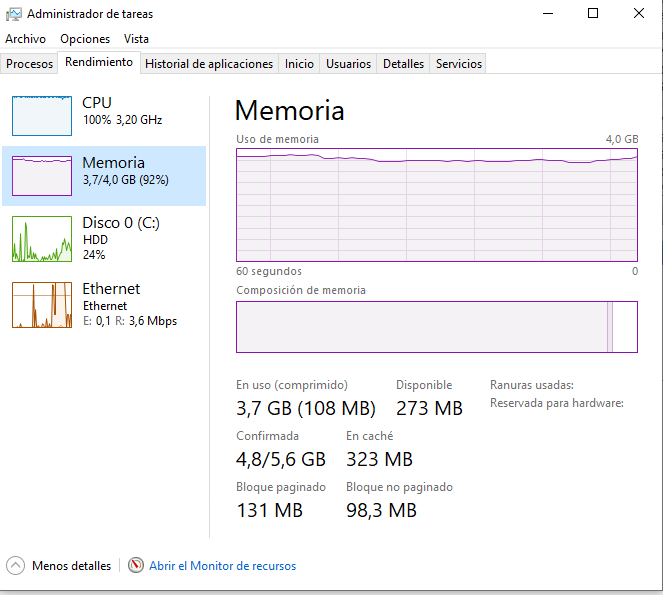 Administrador de tareas
Archivo Opciones Vista
Procesos Rendimiento Historial de aplicaciones Inicio Usuarios Detalles Servicios
CPU
100% 3,20 GHz
Memoria
3,7/4,0 GB (92%)
Disco 0 (C:)
HDD
24%
Ethernet
Ethernet
E: 0,1 R: 3,6 Mbps
Memoria
Uso de memoria 4,0 GB
60 segundos 0
Composición de memoria
En uso (comprimido) Disponible
3,7 GB (108 MB) 273 MB
Confirmada En caché
4,8/5,6 GB 323 MB
Bloque paginado Bloque no paginado
131 MB 98,3 MB
Ranuras usadas:
Reservada para hardware:
Menos detalles Abrir el Monitor de recursos